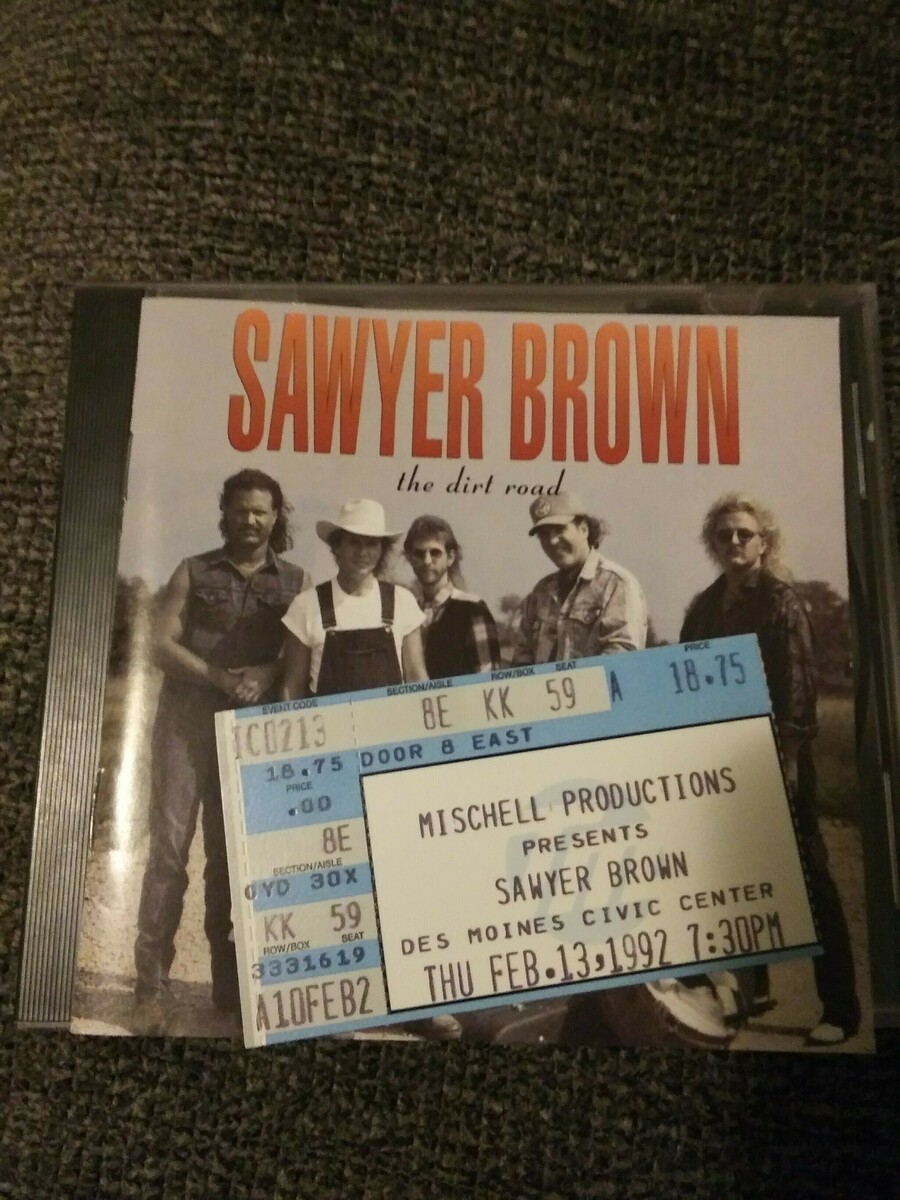 SAWYER BROWN
the dirt road
EVENT CODE
SECTION/AISLE ROW/BOX SEAT
PRICE
8E KK 59 A 18.75
IC0213
DOOR 8 EAST
18.75
PRICE
.00
8E
SECTION/AISLE
30X
KK 59
ROW/BOX SEAT
3331619
A10FEB2
MISCHELL PRODUCTIONS
PRESENTS
SAWYER BROWN
DES MOINES CIVIC CENTER
THU FEB.13,1992 7:30PM